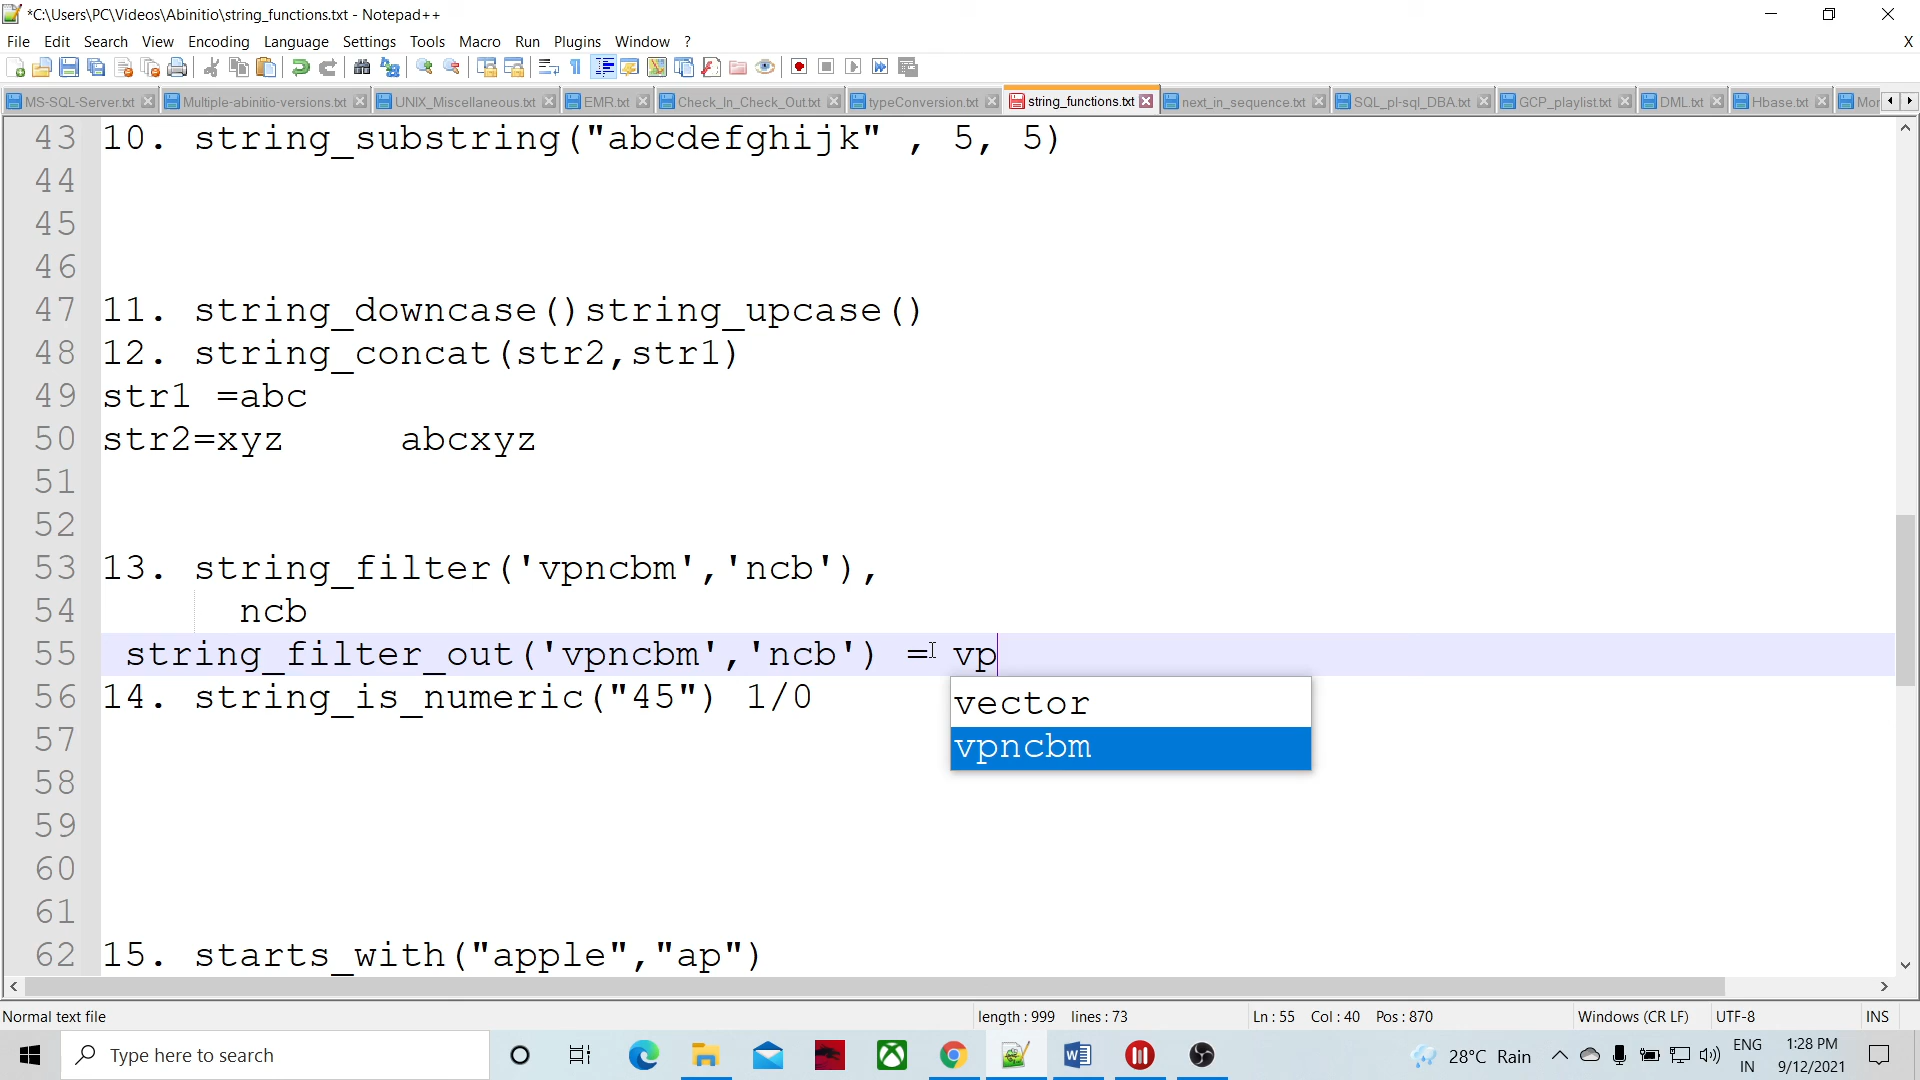 *C:\Users\PC\Videos\Abinitio\string_functions.txt - Notepad++
File Edit Search View Encoding Language Settings Tools Macro Run Plugins Window ? X
MS-SQL-Server.txt Multiple-abinitio-versions.txt UNIX_Miscellaneous.txt EMR.txt Check_In_Check_Out.txt typeConversion.txt string_functions.txt next_in_sequence.txt SQL_pl-sql_DBA.txt GCP_playlist.txt DML.txt Hbase.txt Mor
43 10. string_substring("abcdefghijk" , 5, 5)
44
45
46
47 11. string_downcase()string_upcase()
48 12. string_concat(str2,str1)
49 str1 =abc
50 str2=xyz abcxyz
51
52
53 13. string_filter('vpncbm','ncb'),
54 ncb
55 string_filter_out('vpncbm','ncb') = vp
56 14. string_is_numeric("45") 1/0
vector
57
vpncbm
58
59
60
61
62 15. starts_with("apple","ap")
Normal text file length : 999 lines : 73 Ln : 55 Col : 40 Pos : 870 Windows (CR LF) UTF-8 INS
Type here to search 28°C Rain ENG IN 1:28 PM 9/12/2021